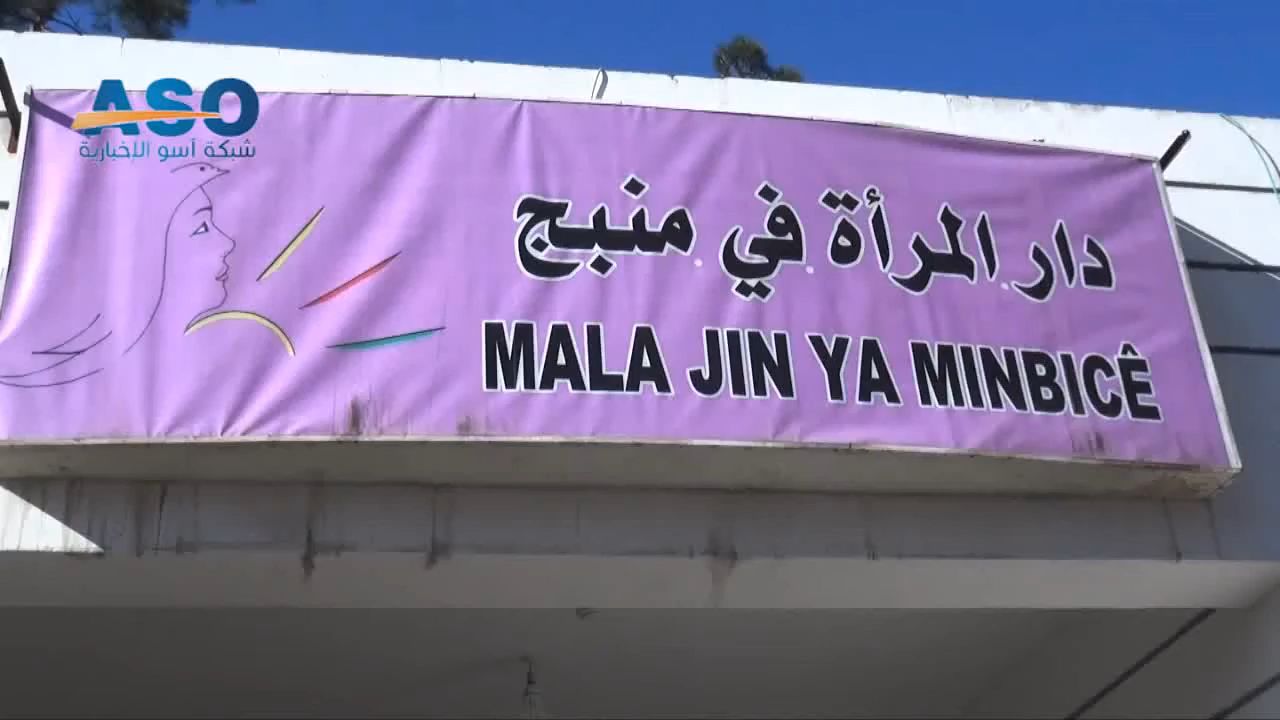 ASO
شبكة آسو الإخبارية
دار المرأة في منبج
MALA JIN YA MINBICÊ